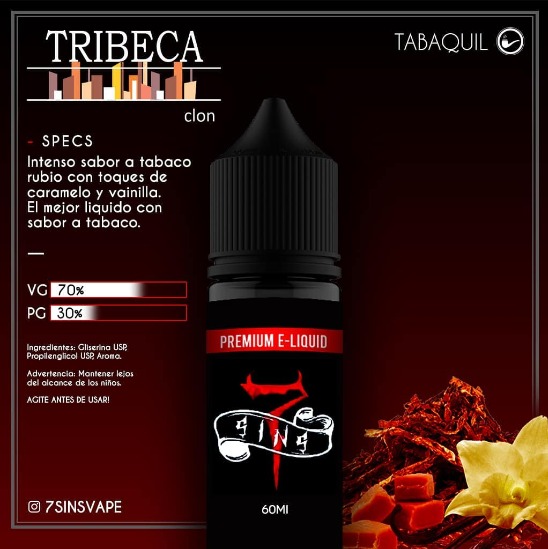 TRIBECA
clon
TABAQUIL
- SPECS
Intenso sabor a tabaco
rubio con toques de
caramelo y vainilla.
El mejor liquido con
sabor a tabaco.
VG 70%
PG 30%
Ingredientes: Gliserina USP,
Propilenglicol USP, Aroma.
Advertencia: Mantener lejos
del alcance de los niños.
AGITE ANTES DE USAR!
7SINSVAPE
PREMIUM E-LIQUID
7
SINS
60Ml